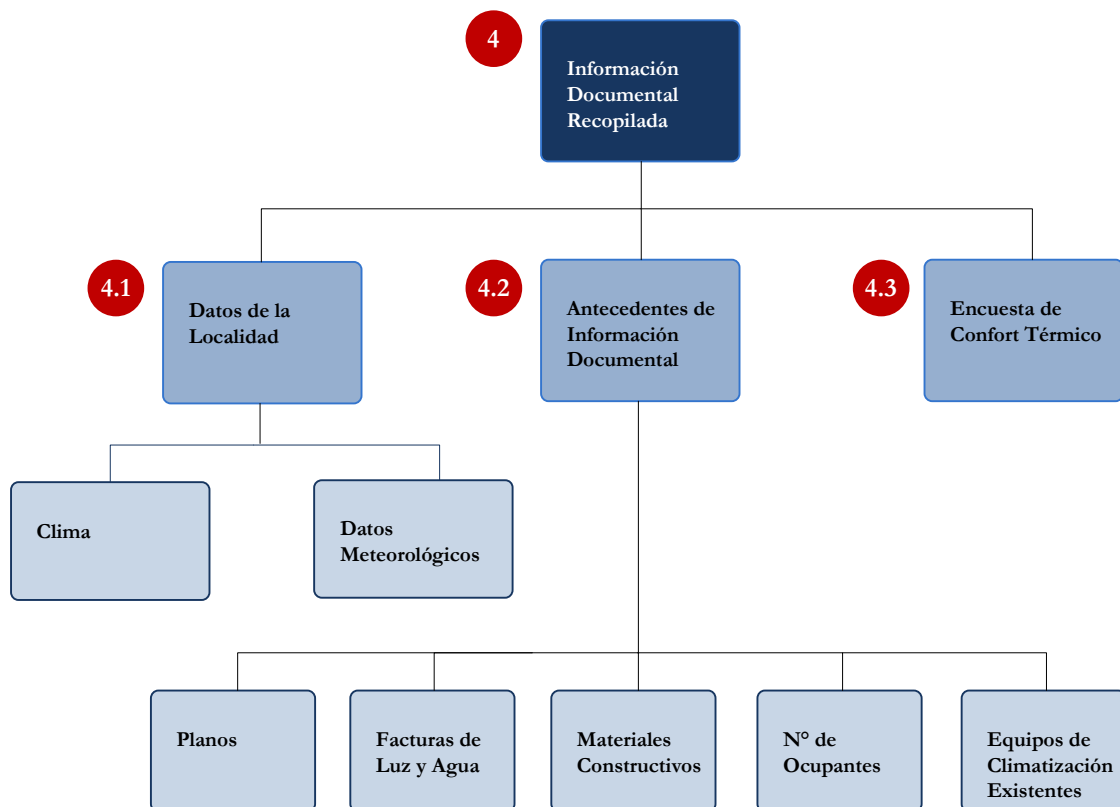 4
Información
Documental
Recopilada
4.1
Datos de la
Localidad
4.2
Antecedentes de
Información
Documental
4.3
Encuesta de
Confort Térmico
Clima
Datos
Meteorológicos
Planos
Facturas de
Luz y Agua
Materiales
Constructivos
N° de
Ocupantes
Equipos de
Climatización
Existentes